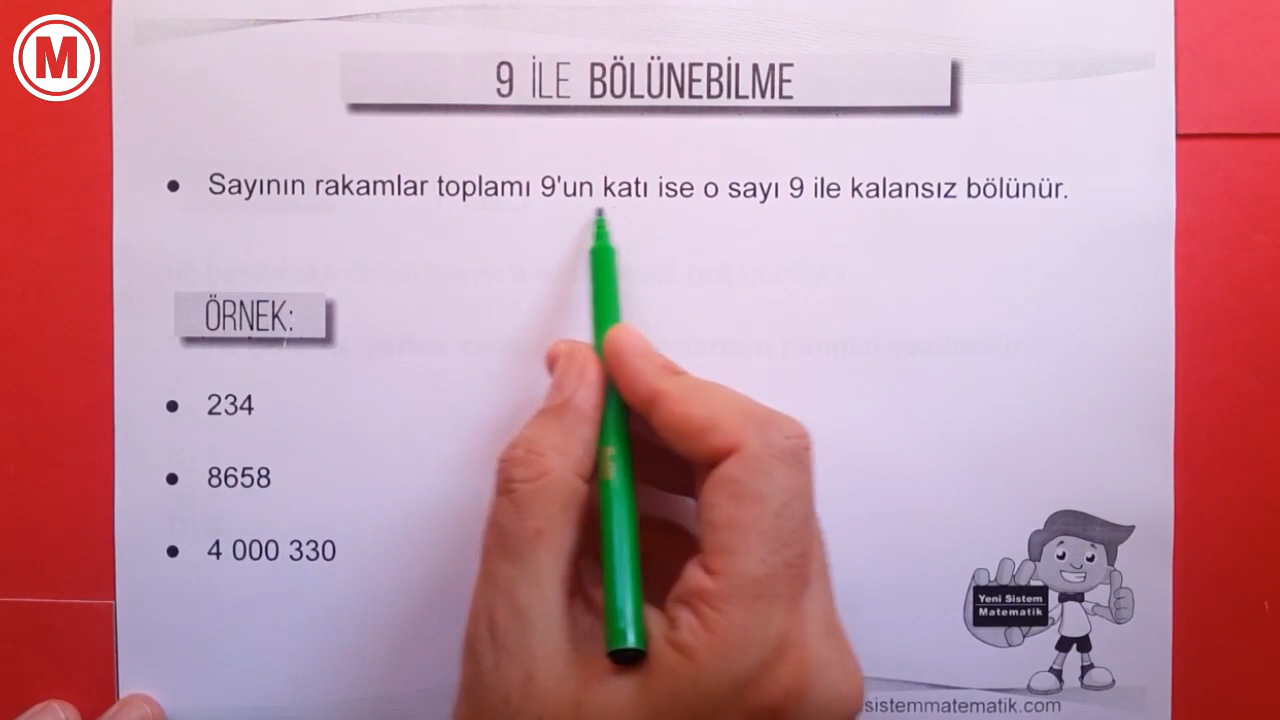 M
9 İLE BÖLÜNEBİLME
• Sayının rakamlar toplamı 9'un katı ise o sayı 9 ile kalansız bölünür.
ÖRNEK:
• 234
• 8658
• 4 000 330
Yeni Sistem
Matematik
sistemmatematik.com